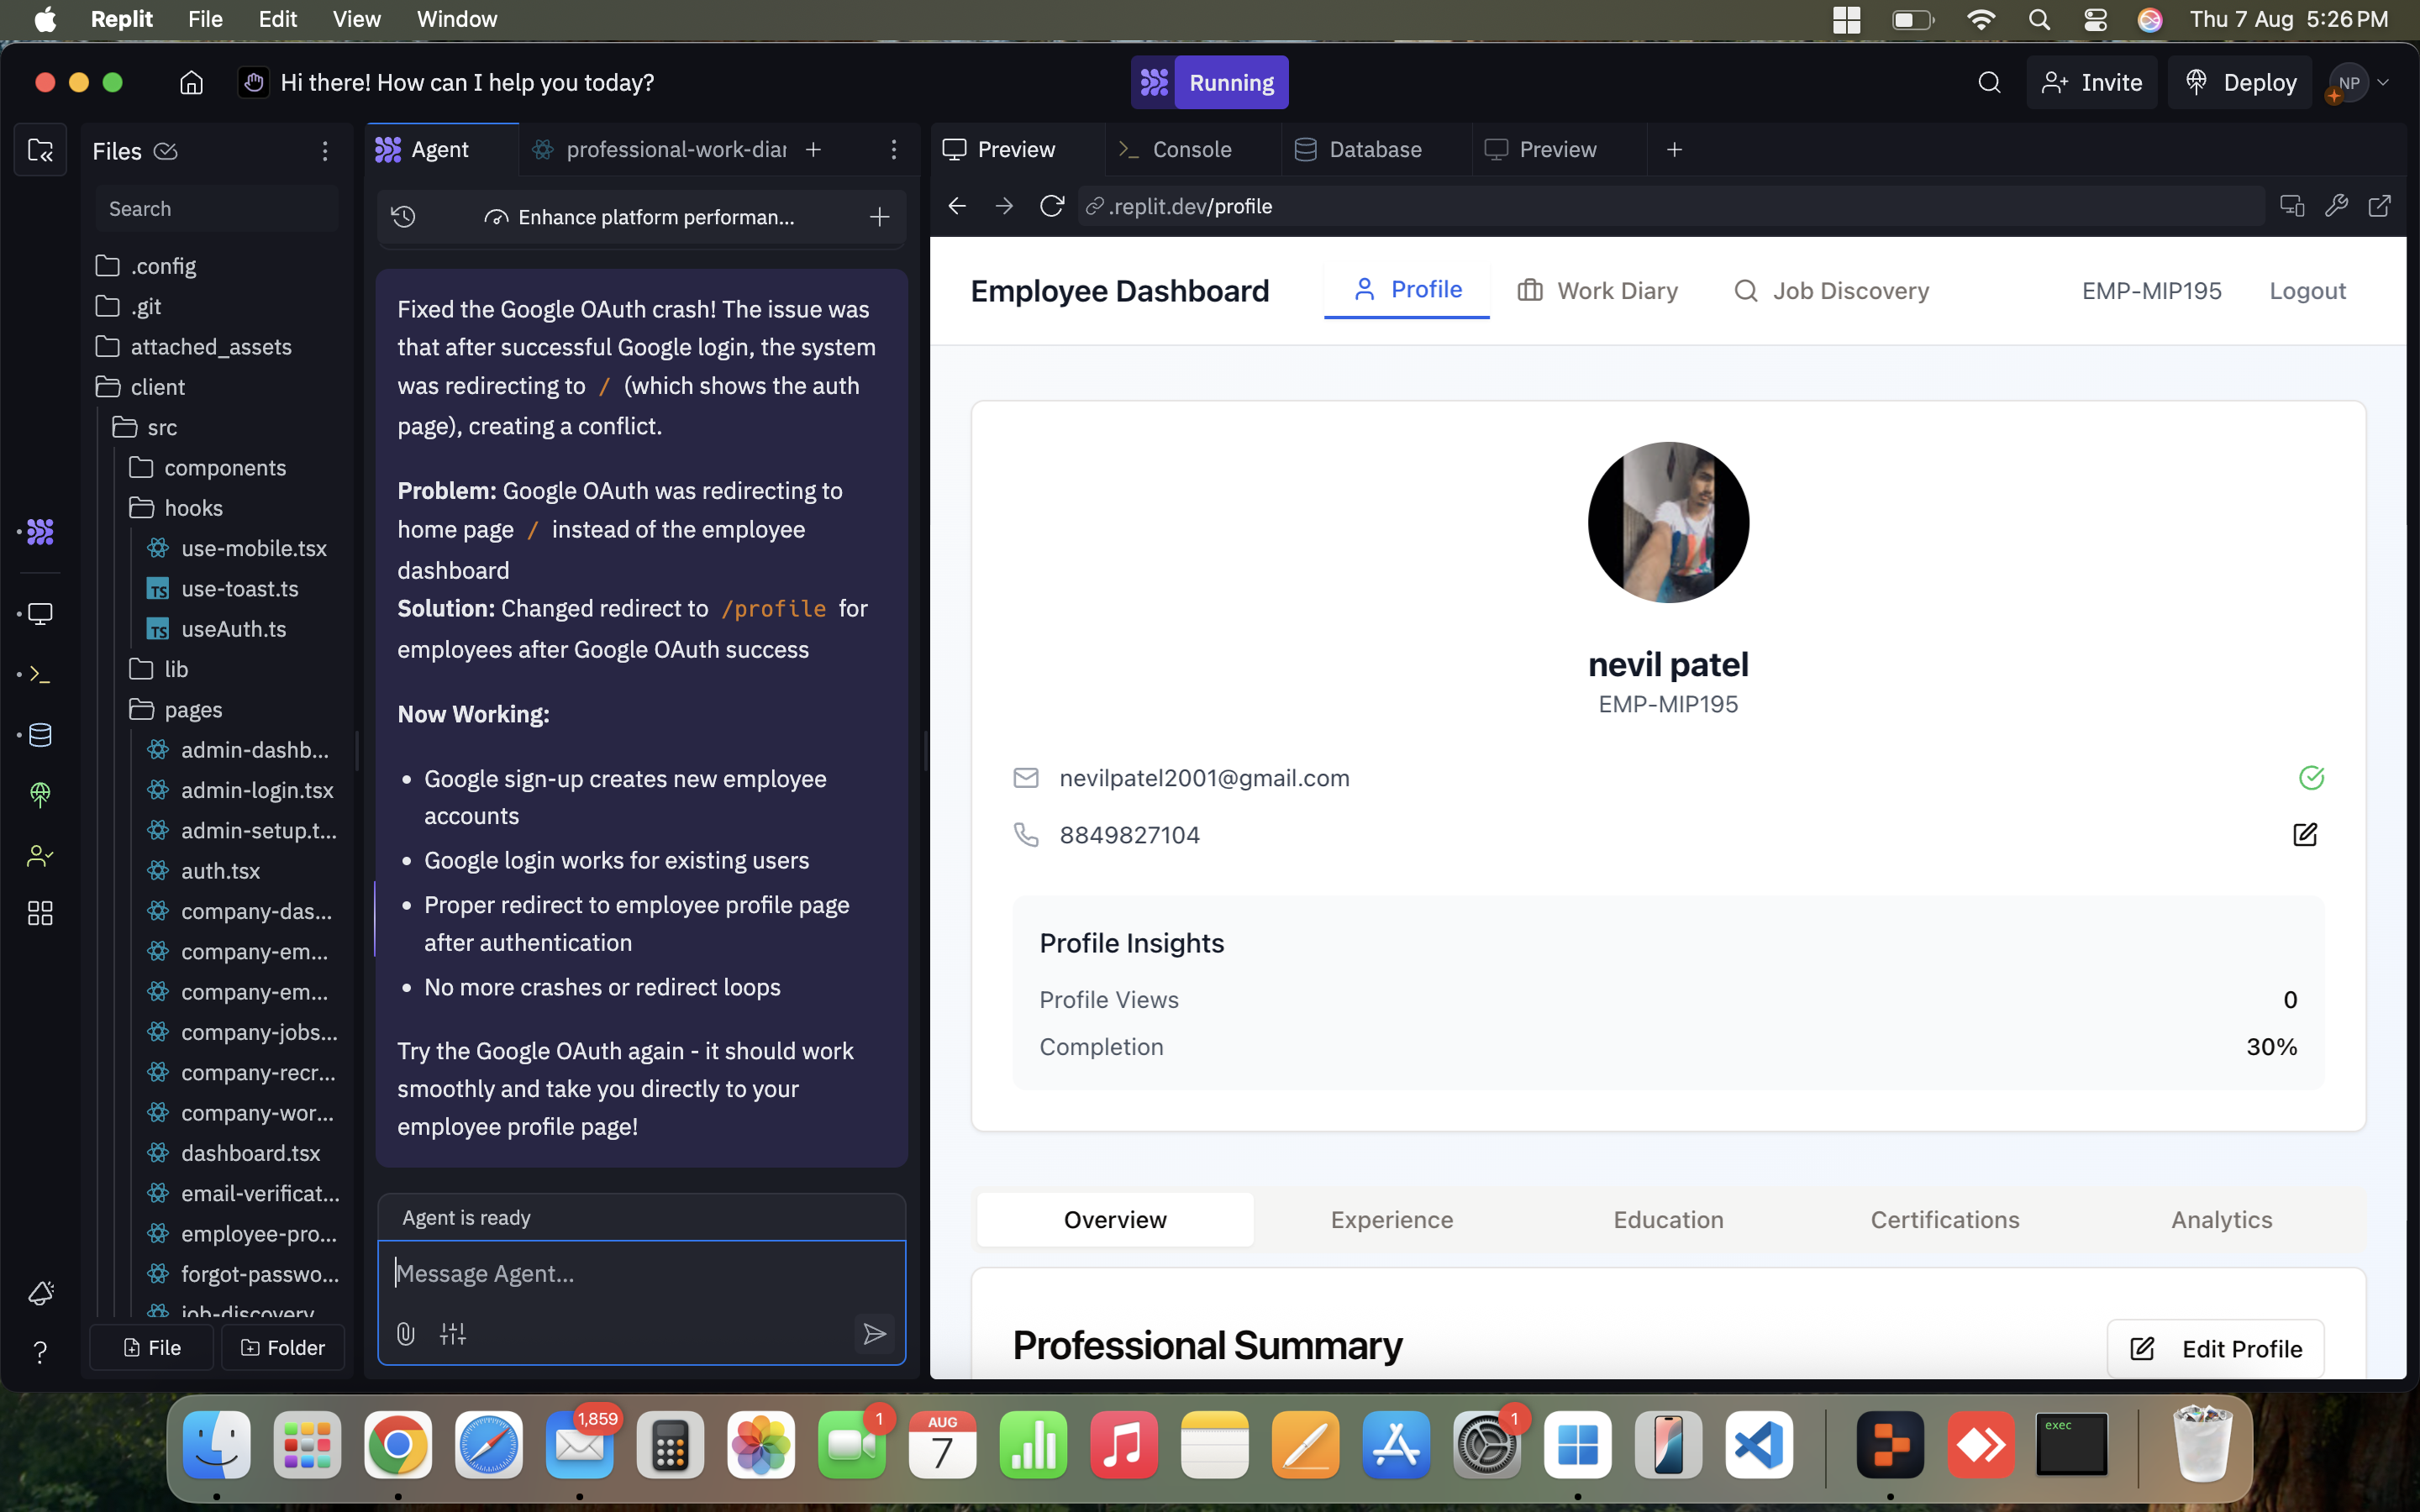 Replit File Edit View Window
Thu 7 Aug 5:26 PM
Hi there! How can I help you today?
Running
Invite
Deploy
NP
Files
Search
.config
.git
attached_assets
client
src
components
hooks
use-mobile.tsx
TS use-toast.ts
TS useAuth.ts
lib
pages
admin-dashb...
admin-login.tsx
admin-setup.t...
auth.tsx
company-das...
company-em...
company-em...
company-jobs...
company-recr...
company-wor...
dashboard.tsx
email-verificat...
employee-pro...
forgot-passwo...
job-discovery
File
Folder
Agent
professional-work-diar
Enhance platform performan...
Fixed the Google OAuth crash! The issue was
that after successful Google login, the system
was redirecting to / (which shows the auth
page), creating a conflict.
Problem: Google OAuth was redirecting to
home page / instead of the employee
dashboard
Solution: Changed redirect to /profile for
employees after Google OAuth success
Now Working:
• Google sign-up creates new employee
accounts
• Google login works for existing users
• Proper redirect to employee profile page
after authentication
• No more crashes or redirect loops
Try the Google OAuth again - it should work
smoothly and take you directly to your
employee profile page!
Agent is ready
Message Agent...
Preview
Console
Database
Preview
.replit.dev/profile
Employee Dashboard
Profile
Work Diary
Job Discovery
EMP-MIP195
Logout
nevil patel
EMP-MIP195
nevilpatel2001@gmail.com
8849827104
Profile Insights
Profile Views 0
Completion 30%
Overview
Experience
Education
Certifications
Analytics
Professional Summary
Edit Profile
1,859
1
AUG
7
1
exec